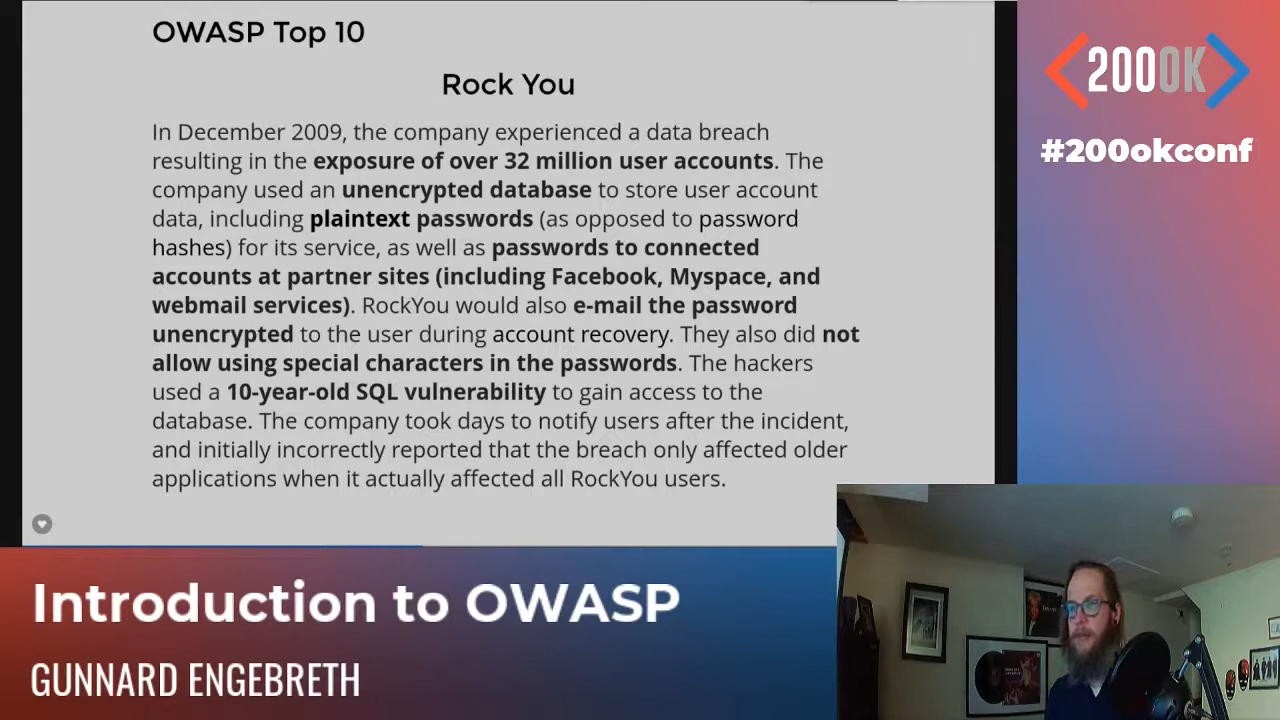 OWASP Top 10
Rock You
In December 2009, the company experienced a data breach
resulting in the exposure of over 32 million user accounts. The
company used an unencrypted database to store user account
data, including plaintext passwords (as opposed to password
hashes) for its service, as well as passwords to connected
accounts at partner sites (including Facebook, Myspace, and
webmail services). RockYou would also e-mail the password
unencrypted to the user during account recovery. They also did not
allow using special characters in the passwords. The hackers
used a 10-year-old SQL vulnerability to gain access to the
database. The company took days to notify users after the incident,
and initially incorrectly reported that the breach only affected older
applications when it actually affected all RockYou users.
200OK
#200okconf
Introduction to OWASP
GUNNARD ENGEBRETH